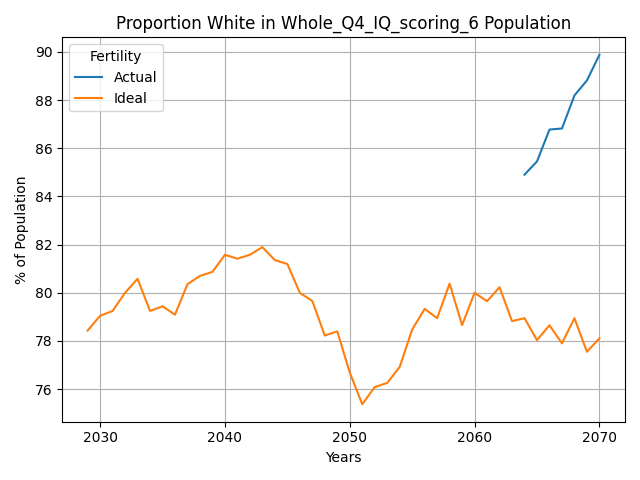 Proportion White in Whole_Q4_IQ_scoring_6 Population
Fertility
Actual
Ideal
% of Population
90
88
86
84
82
80
78
76
2030 2040 2050 2060 2070
Years